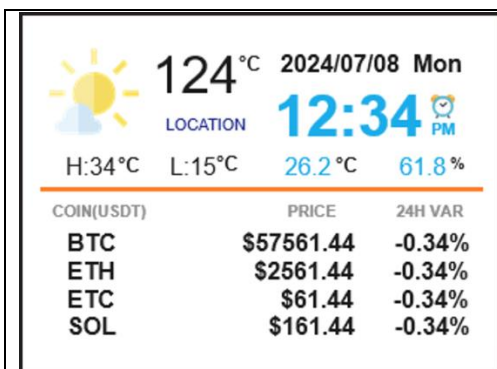 124°C 2024/07/08 Mon
LOCATION 12:34 PM
H:34°C L:15°C 26.2°C 61.8%
COIN(USDT) PRICE 24H VAR
BTC $57561.44 -0.34%
ETH $2561.44 -0.34%
ETC $61.44 -0.34%
SOL $161.44 -0.34%